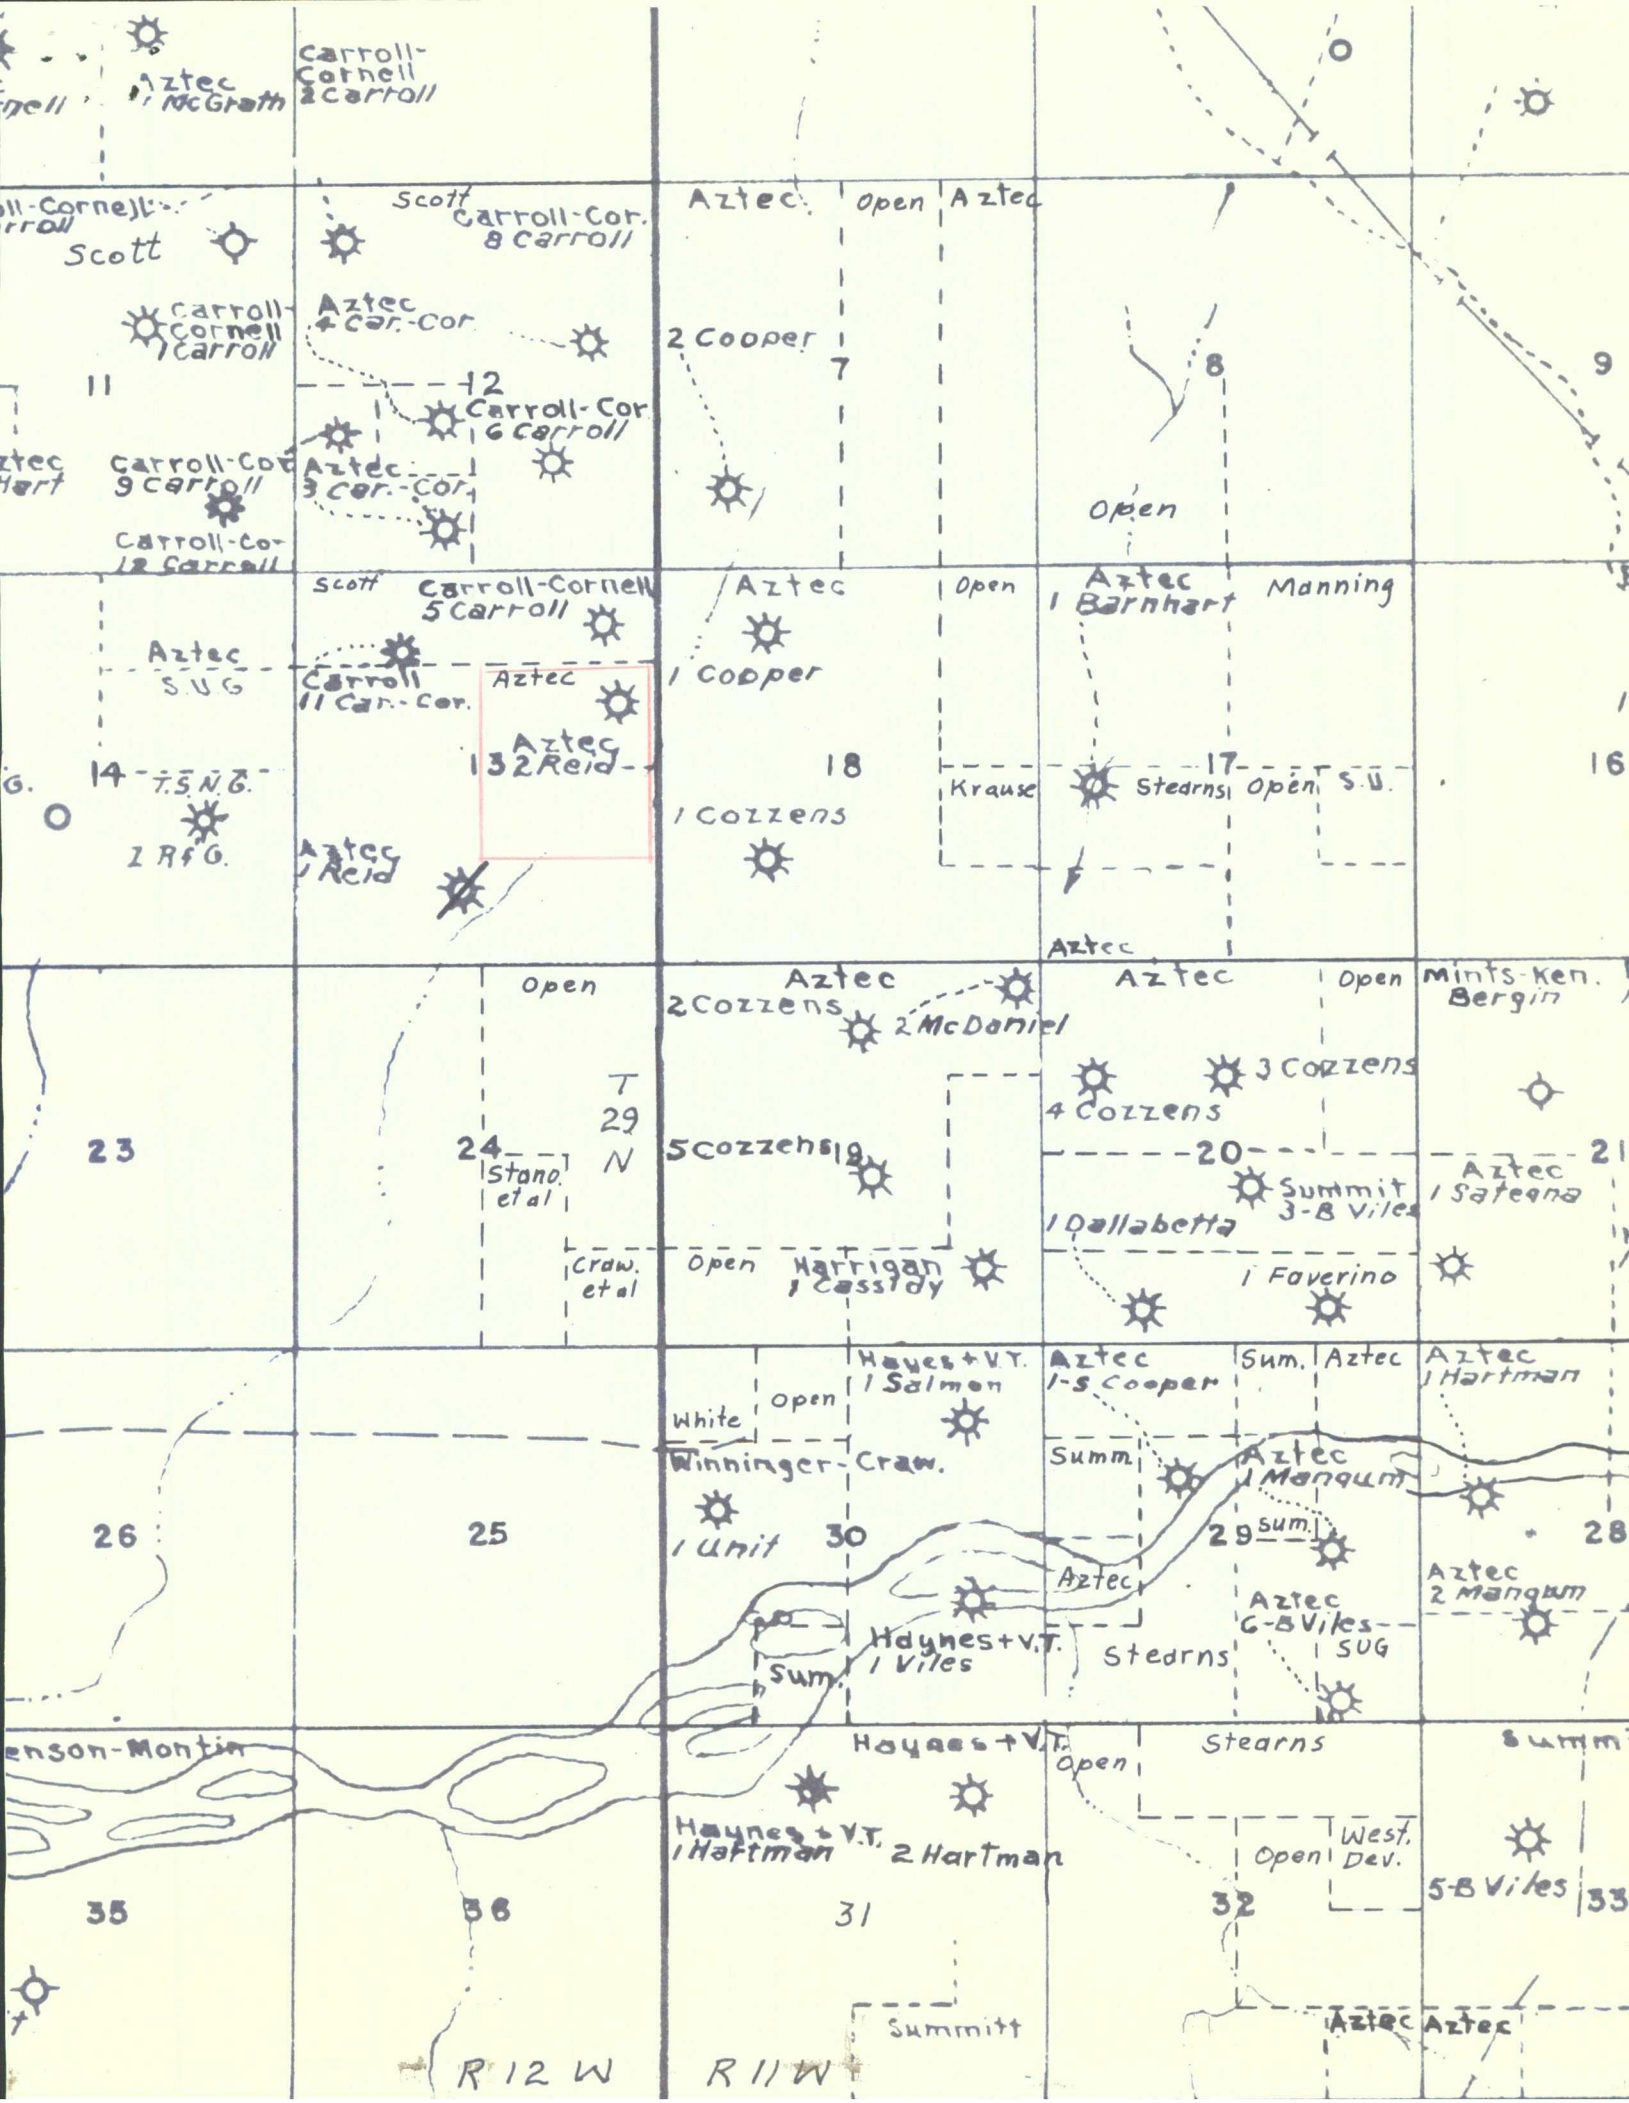 Aztec
1 McGrath
Carroll-
Cornell
2 Carroll
nell
Scott
Carroll-Cor.
8 Carroll
Aztec
Open
Aztec
ll-Cornell
rroll
Scott
Carroll-
Cornell
1 Carroll
Aztec
4 Car.-Cor.
2 Cooper
7
8
9
11
12
Carroll-Cor.
6 Carroll
ztec
Hart
Carroll-Cor
9 Carroll
Aztec
3 Car.-Cor.
Open
Carroll-Co-
12 Carroll
Scott
Carroll-Cornell
5 Carroll
Aztec
Open
Aztec
1 Barnhart
Manning
Aztec
S.U.G
Carroll
11 Car.-Cor.
Aztec
1 Cooper
Aztec
2 Reid
13
18
17
16
G.
14
T.S.N.G.
Krause
Stearns
Open
S.U.
1 Cozzens
1 R&G.
Aztec
1 Reid
Aztec
Open
Aztec
2 Cozzens
2 McDaniel
Aztec
Open
Mints-Ken.
Bergin
3 Cozzens
4 Cozzens
T
29
N
23
24
Stano.
et al
5 Cozzens
19
20
21
Aztec
1 Sategna
Summit
3-B Viles
1 Dallabetta
Craw.
et al
Open
Harrigan
1 Cassidy
1 Faverino
Hayes + V.T.
1 Salmon
Aztec
1-S Cooper
Sum.
Aztec
Aztec
1 Hartman
White
Open
Winninger-Craw.
Summ.
Aztec
1 Mangum
26
25
1 Unit
30
29
Sum.
28
Aztec
Aztec
2 Mangum
Aztec
6-B Viles
SUG
Haynes + V.T.
1 Viles
Stearns
Sum.
enson-Montin
Haynes + V.T.
Open
Stearns
Summi
Haynes + V.T.
1 Hartman
2 Hartman
Open
West.
Dev.
5-B Viles
35
36
31
32
33
Summitt
Aztec
Aztec
R 12 W
R 11 W